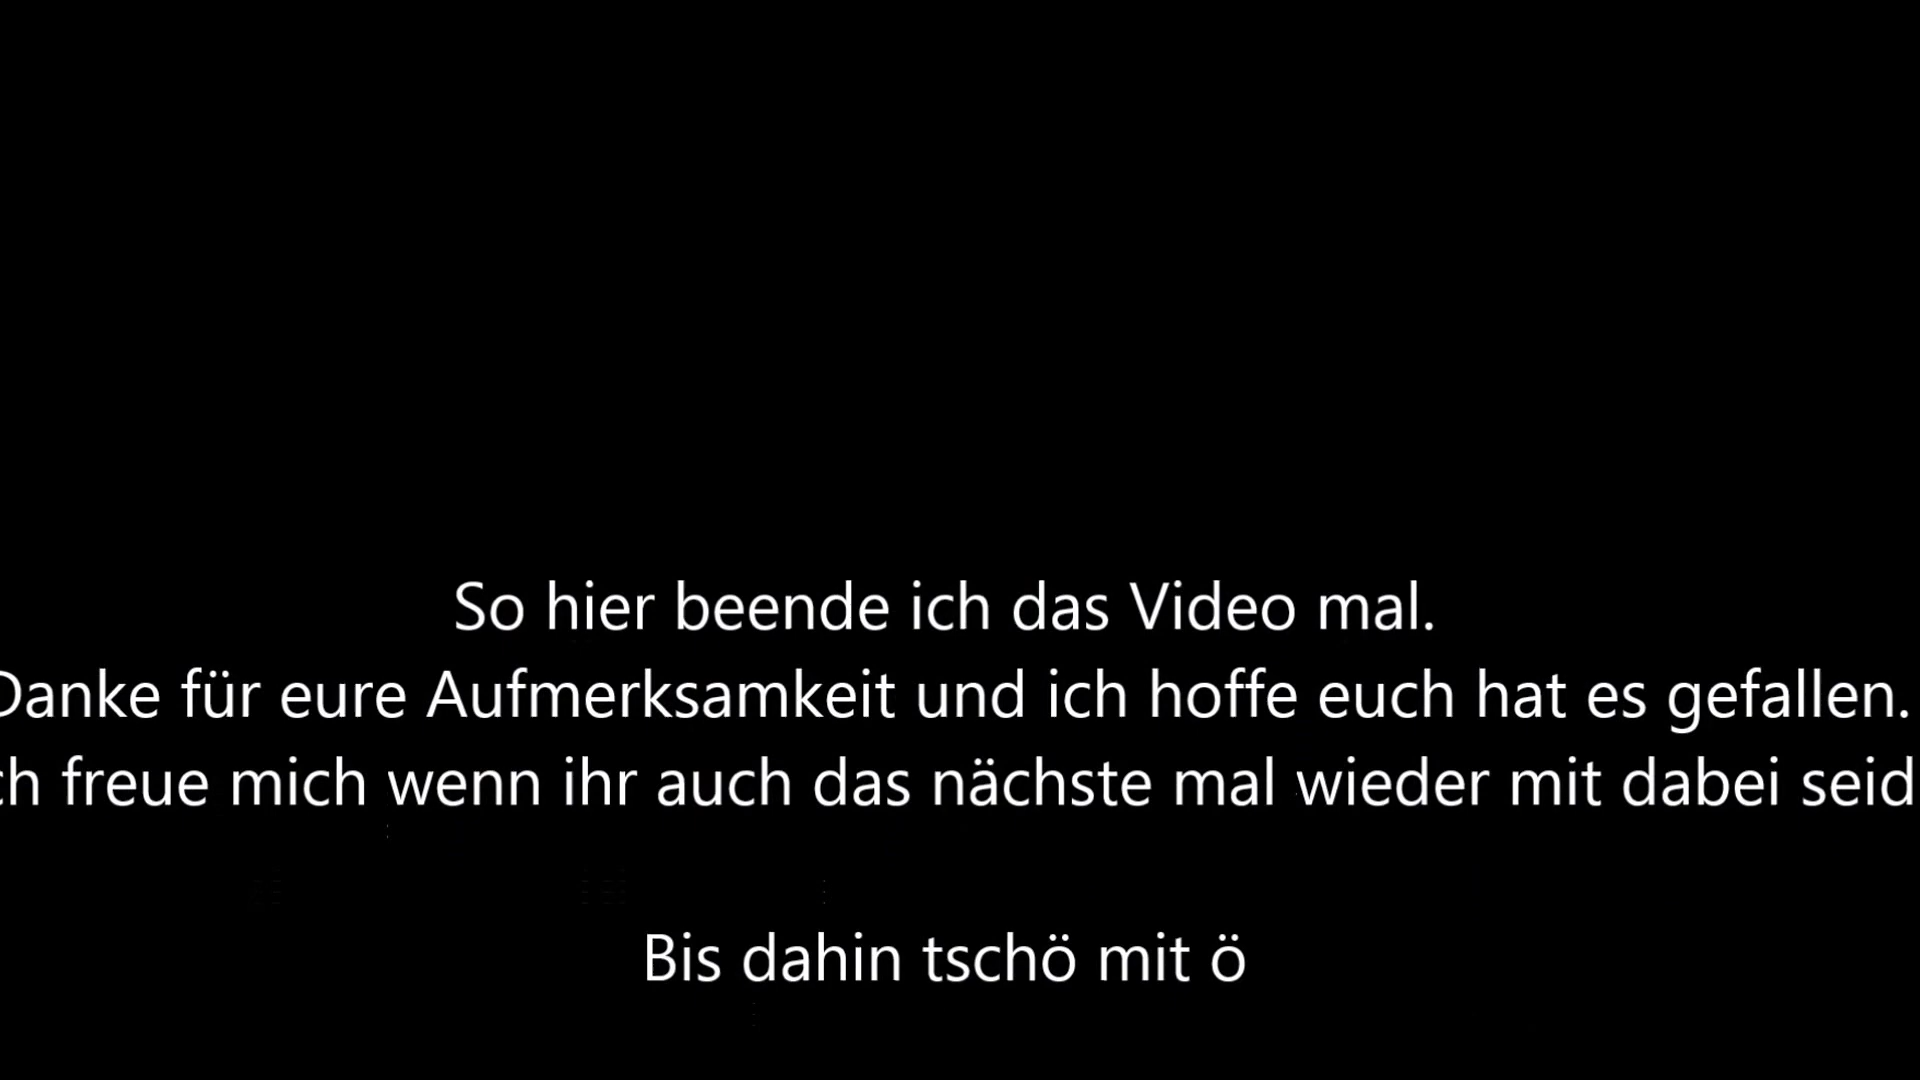 So hier beende ich das Video mal.
Danke für eure Aufmerksamkeit und ich hoffe euch hat es gefallen.
ch freue mich wenn ihr auch das nächste mal wieder mit dabei seid
Bis dahin tschö mit ö